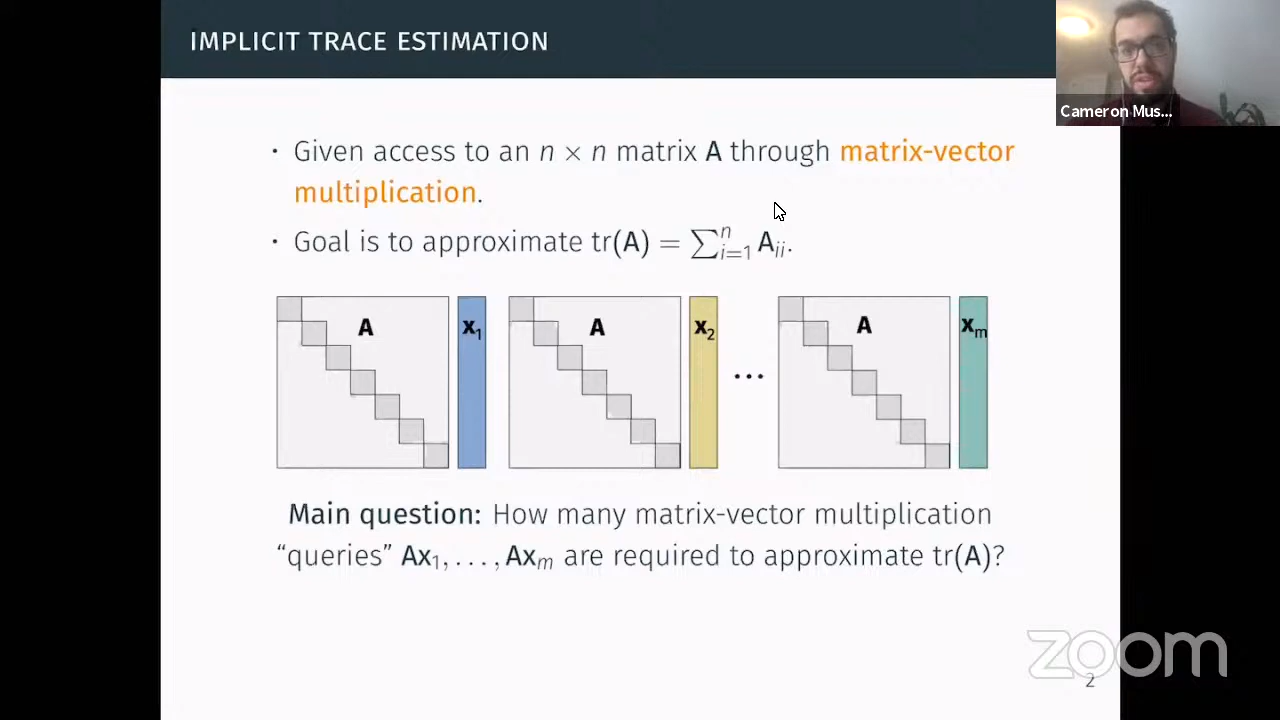 IMPLICIT TRACE ESTIMATION
Cameron Mus...
· Given access to an n × n matrix A through matrix-vector
multiplication.
· Goal is to approximate tr(A) = ∑ⁿᵢ₌₁ Aᵢᵢ.
A x₁ A x₂ ... A xₘ
Main question: How many matrix-vector multiplication
“queries” Ax₁, . . . , Axₘ are required to approximate tr(A)?
zoom
2